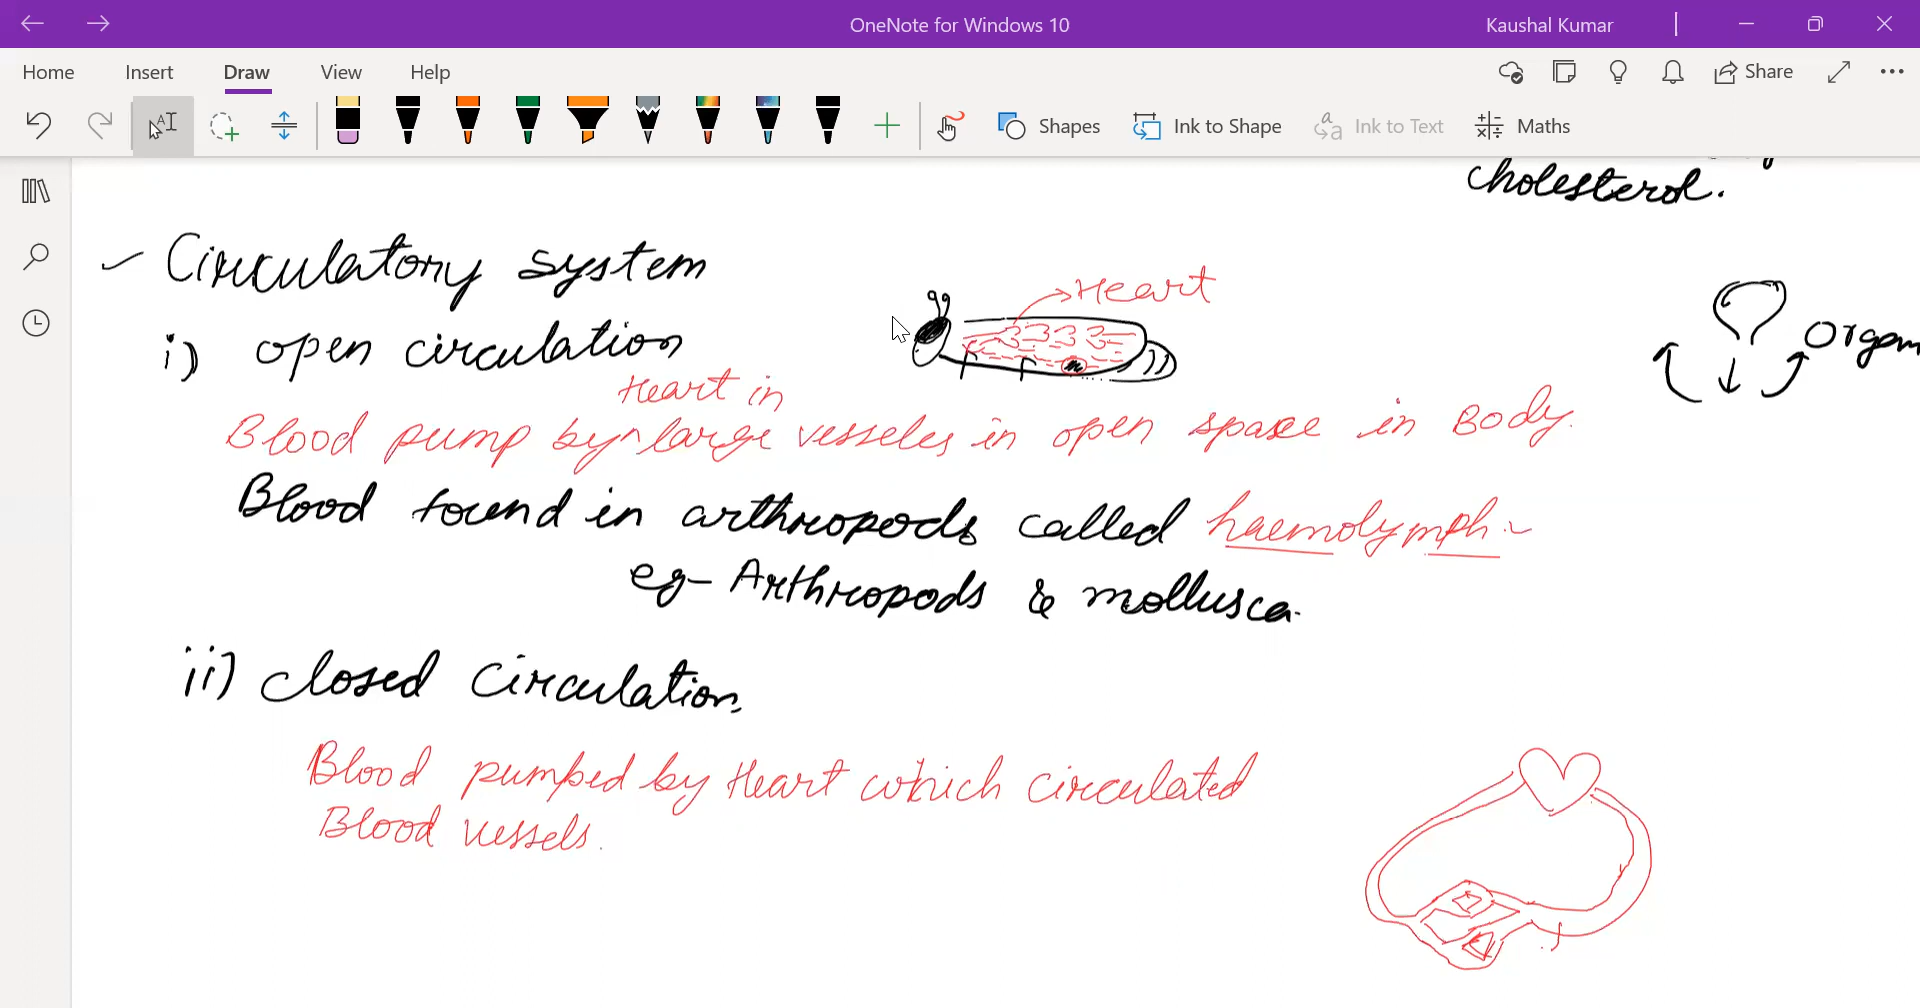 OneNote for Windows 10
Kaushal Kumar
Home Insert Draw View Help
Share
Shapes Ink to Shape Ink to Text Maths
cholesterol.
Circulatory system
Heart
i) open circulation
Organ
Heart in
Blood pump by large vesseles in open space in Body.
Blood found in arthropods called haemolymph
eg- Arthropods & mollusca.
ii) closed circulation
Blood pumped by Heart which circulated
Blood vessels.